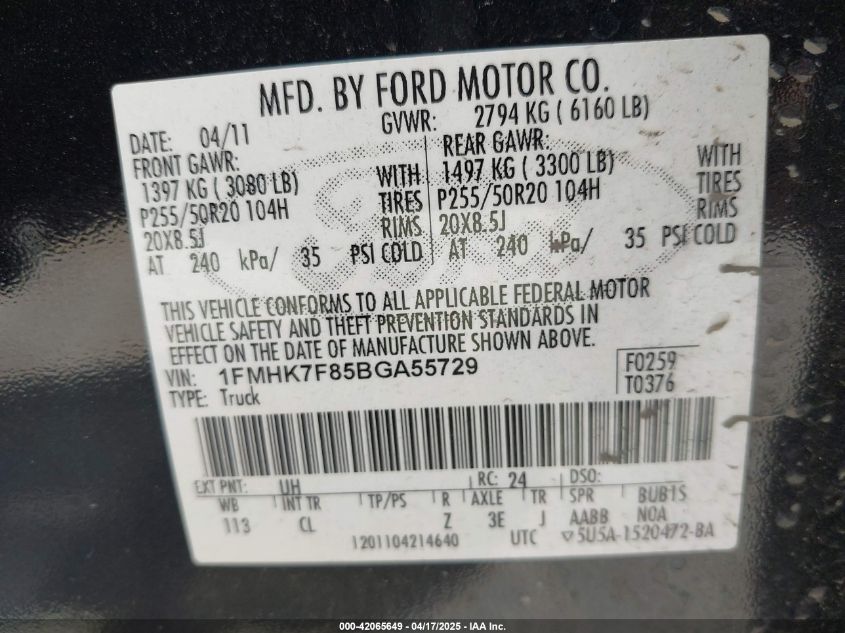 MFD. BY FORD MOTOR CO.
DATE: 04/11 GVWR: 2794 KG ( 6160 LB)
FRONT GAWR: REAR GAWR:
1397 KG ( 3080 LB) WITH 1497 KG ( 3300 LB) WITH
P255/50R20 104H TIRES P255/50R20 104H TIRES
20X8.5J RIMS 20X8.5J RIMS
AT 240 kPa/ 35 PSI COLD AT 240 kPa/ 35 PSI COLD
THIS VEHICLE CONFORMS TO ALL APPLICABLE FEDERAL MOTOR
VEHICLE SAFETY AND THEFT PREVENTION STANDARDS IN
EFFECT ON THE DATE OF MANUFACTURE SHOWN ABOVE.
VIN: 1FMHK7F85BGA55729 F0259
TYPE: Truck T0376
EXT PNT: UH RC: 24 DSO:
WB INT TR TP/PS R AXLE TR SPR BUB1S
113 CL Z 3E J AABB NOA
1201104214640 UTC ▽5U5A-1520472-BA
000-42065649 - 04/17/2025 - IAA Inc.